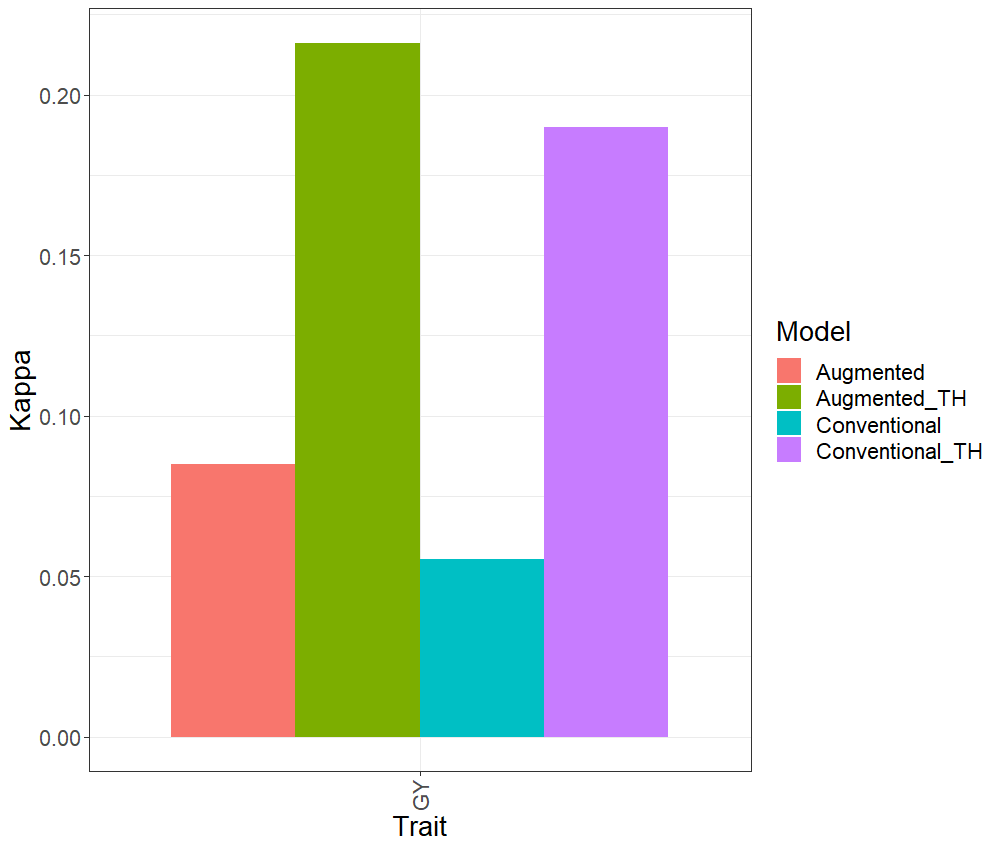 Kappa
0.20
0.15
0.10
0.05
0.00
GY
Trait
Model
Augmented
Augmented_TH
Conventional
Conventional_TH